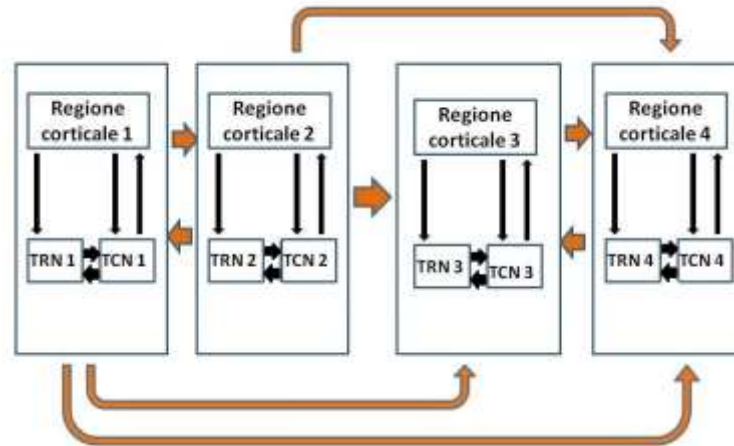 Regione
corticale 1
Regione
corticale 2
Regione
corticale 3
Regione
corticale 4
TRN 1
TCN 1
TRN 2
TCN 2
TRN 3
TCN 3
TRN 4
TCN 4